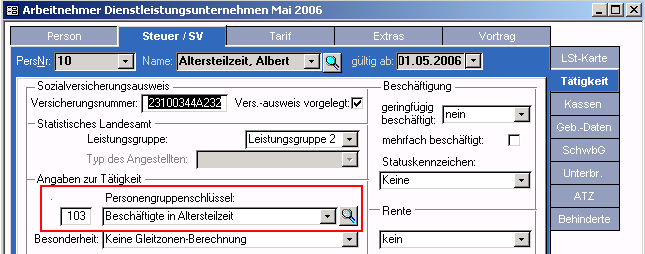 Arbeitnehmer Dienstleistungsunternehmen Mai 2006
Person Steuer / SV Tarif Extras Vortrag
PersNr: 10 Name: Altersteilzeit, Albert gültig ab: 01.05.2006
LSt-Karte
Tätigkeit
Kassen
Geb.-Daten
SchwbG
Unterbr.
ATZ
Behinderte
Sozialversicherungsausweis
Versicherungsnummer: 23100344A232 Vers.-ausweis vorgelegt:
Statistisches Landesamt
Leistungsgruppe: Leistungsgruppe 2
Typ des Angestellten:
Angaben zur Tätigkeit
Personengruppenschlüssel:
103 Beschäftigte in Altersteilzeit
Besonderheit: Keine Gleitzonen-Berechnung
Beschäftigung
geringfügig
beschäftigt: nein
mehrfach beschäftigt:
Statuskennzeichen:
Keine
Rente
kein